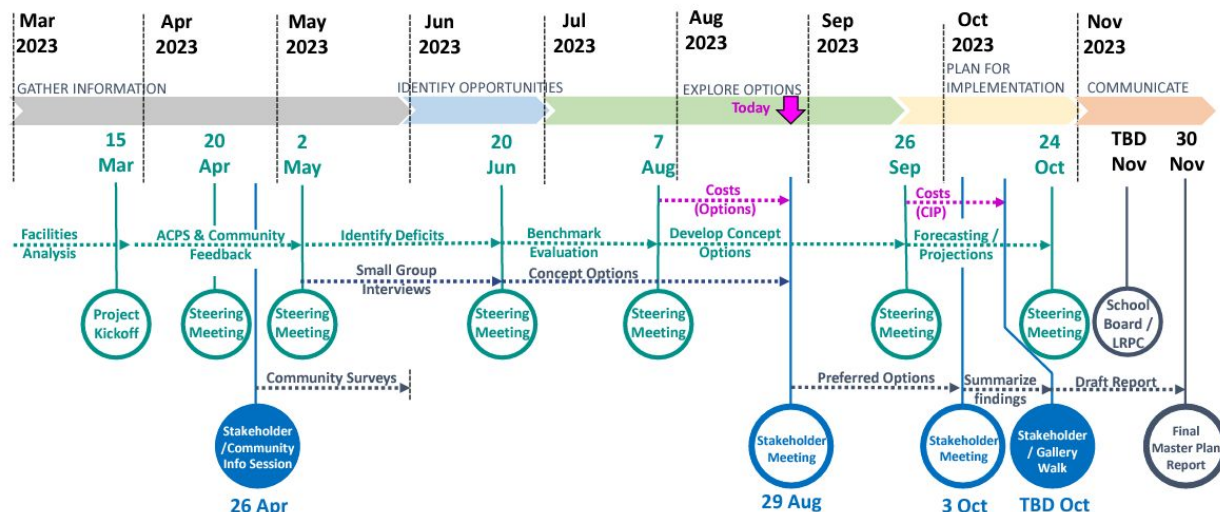 Mar
2023
Apr
2023
May
2023
Jun
2023
Jul
2023
Aug
2023
Sep
2023
Oct
2023
Nov
2023
GATHER INFORMATION
IDENTIFY OPPORTUNITIES
EXPLORE OPTIONS
PLAN FOR
IMPLEMENTATION
COMMUNICATE
Today
15
Mar
20
Apr
2
May
20
Jun
7
Aug
26
Sep
24
Oct
TBD
Nov
30
Nov
Costs
(Options)
Costs
(CIP)
Facilities
Analysis
ACPS & Community
Feedback
Identify Deficits
Benchmark
Evaluation
Develop Concept
Options
Forecasting /
Projections
Small Group
Interviews
Concept Options
Project
Kickoff
Steering
Meeting
Steering
Meeting
Steering
Meeting
Steering
Meeting
Steering
Meeting
Steering
Meeting
School
Board /
LRPC
Community Surveys
Preferred Options
Summarize
findings
Draft Report
Stakeholder
/Community
Info Session
Stakeholder
Meeting
Stakeholder
Meeting
Stakeholder
/ Gallery
Walk
Final
Master Plan
Report
26 Apr
29 Aug
3 Oct
TBD Oct